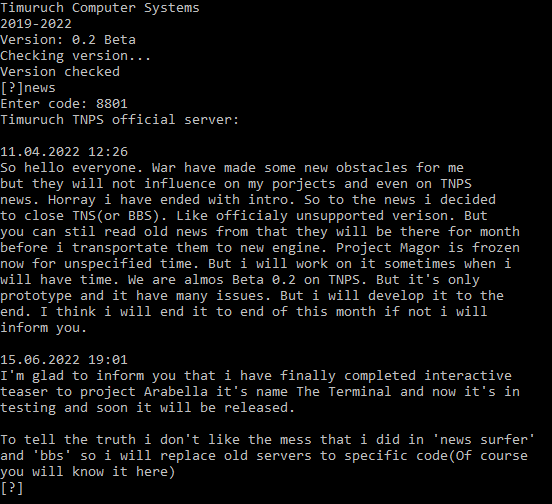 Timuruch Computer Systems
2019-2022
Version: 0.2 Beta
Checking version...
Version checked
[?]news
Enter code: 8801
Timuruch TNPS official server:
11.04.2022 12:26
So hello everyone. War have made some new obstacles for me
but they will not influence on my porjects and even on TNPS
news. Horray i have ended with intro. So to the news i decided
to close TNS(or BBS). Like officialy unsupported verison. But
you can stil read old news from that they will be there for month
before i transportate them to new engine. Project Magor is frozen
now for unspecified time. But i will work on it sometimes when i
will have time. We are almos Beta 0.2 on TNPS. But it's only
prototype and it have many issues. But i will develop it to the
end. I think i will end it to end of this month if not i will
inform you.
15.06.2022 19:01
I'm glad to inform you that i have finally completed interactive
teaser to project Arabella it's name The Terminal and now it's in
testing and soon it will be released.
To tell the truth i don't like the mess that i did in 'news surfer'
and 'bbs' so i will replace old servers to specific code(Of course
you will know it here)
[?]